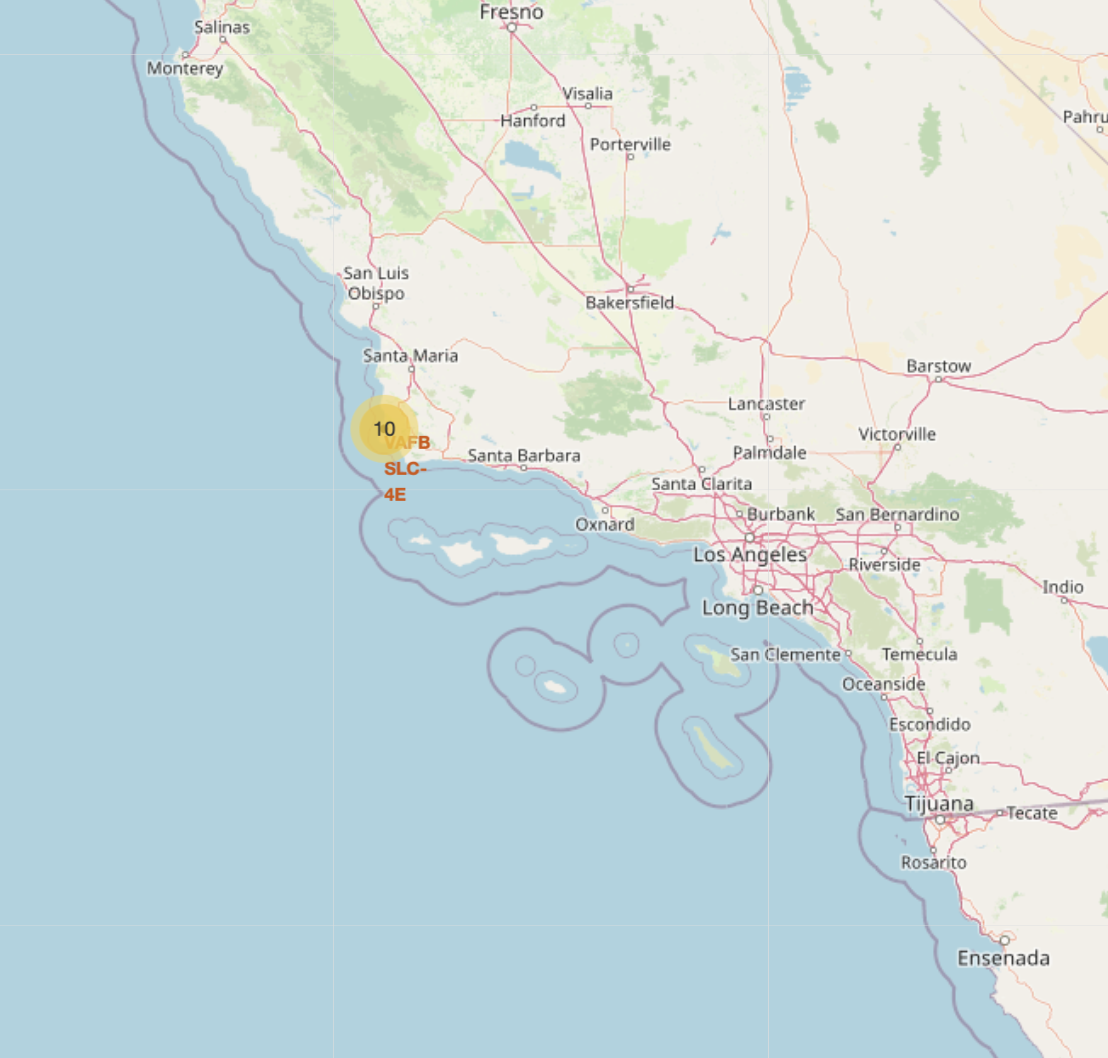 Fresno
Salinas
Monterey
Visalia
Hanford
Pahru
Porterville
San Luis
Obispo
Bakersfield
Santa Maria
Barstow
Lancaster
10
VAFB
SLC-
4E
Victorville
Palmdale
Santa Barbara
Santa Clarita
Oxnard
Burbank
San Bernardino
Los Angeles
Riverside
Indio
Long Beach
San Clemente
Temecula
Oceanside
Escondido
El Cajon
Tijuana
Tecate
Rosarito
Ensenada